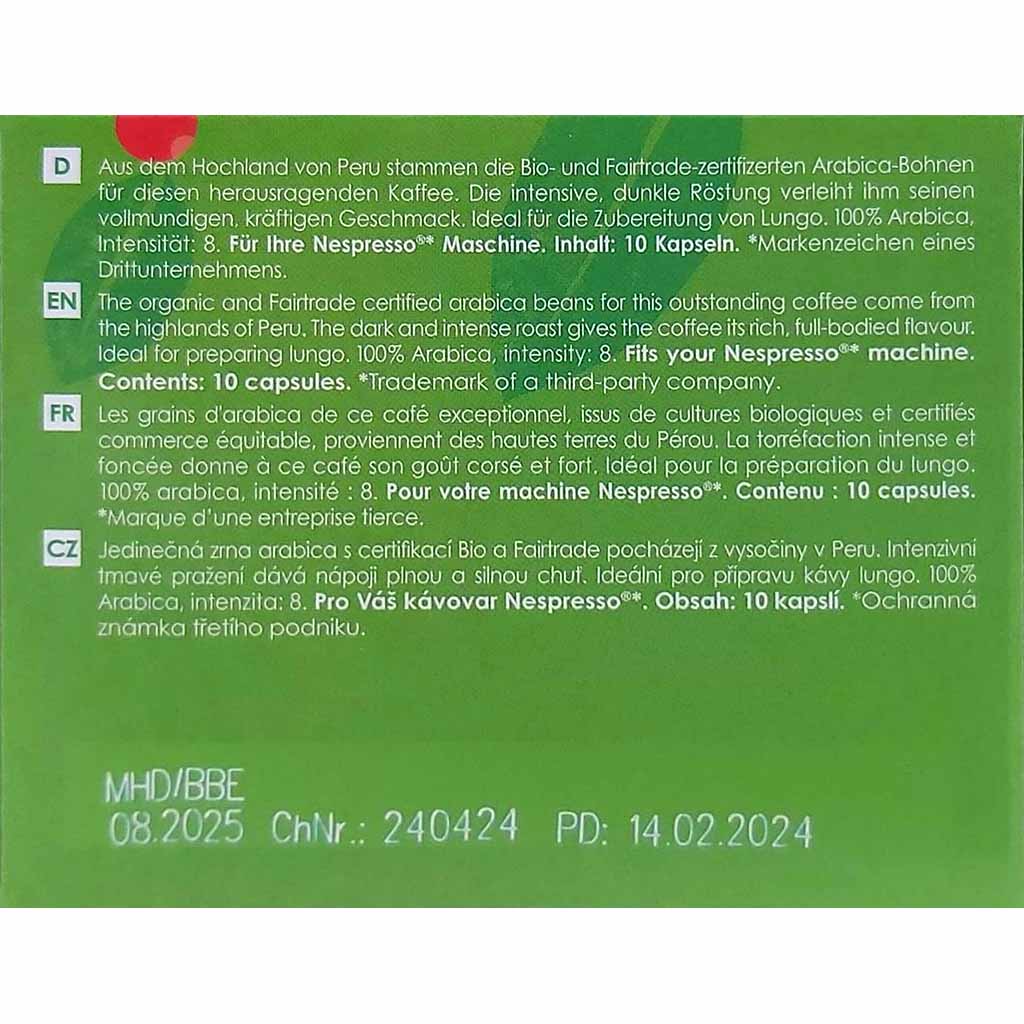 D Aus dem Hochland von Peru stammen die Bio- und Fairtrade-zertifizerten Arabica-Bohnen
für diesen herausragenden Kaffee. Die intensive, dunkle Röstung verleiht ihm seinen
vollmundigen, kräftigen Geschmack. Ideal für die Zubereitung von Lungo. 100% Arabica,
Intensität: 8. Für Ihre Nespresso®* Maschine. Inhalt: 10 Kapseln. *Markenzeichen eines
Drittunternehmens.
EN The organic and Fairtrade certified arabica beans for this outstanding coffee come from
the highlands of Peru. The dark and intense roast gives the coffee its rich, full-bodied flavour.
Ideal for preparing lungo. 100% Arabica, intensity: 8. Fits your Nespresso®* machine.
Contents: 10 capsules. *Trademark of a third-party company.
FR Les grains d'arabica de ce café exceptionnel, issus de cultures biologiques et certifiés
commerce équitable, proviennent des hautes terres du Pérou. La torréfaction intense et
foncée donne à ce café son goût corsé et fort. Idéal pour la préparation du lungo.
100% arabica, intensité : 8. Pour votre machine Nespresso®*. Contenu : 10 capsules.
*Marque d'une entreprise tierce.
CZ Jedinečná zrna arabica s certifikací Bio a Fairtrade pocházejí z vysočiny v Peru. Intenzivní
tmavé pražení dává nápoji plnou a silnou chuť. Ideální pro přípravu kávy lungo. 100%
Arabica, intenzita: 8. Pro Váš kávovar Nespresso®*. Obsah: 10 kapslí. *Ochranná
známka třetího podniku.
MHD/BBE
08.2025 ChNr.: 240424 PD: 14.02.2024